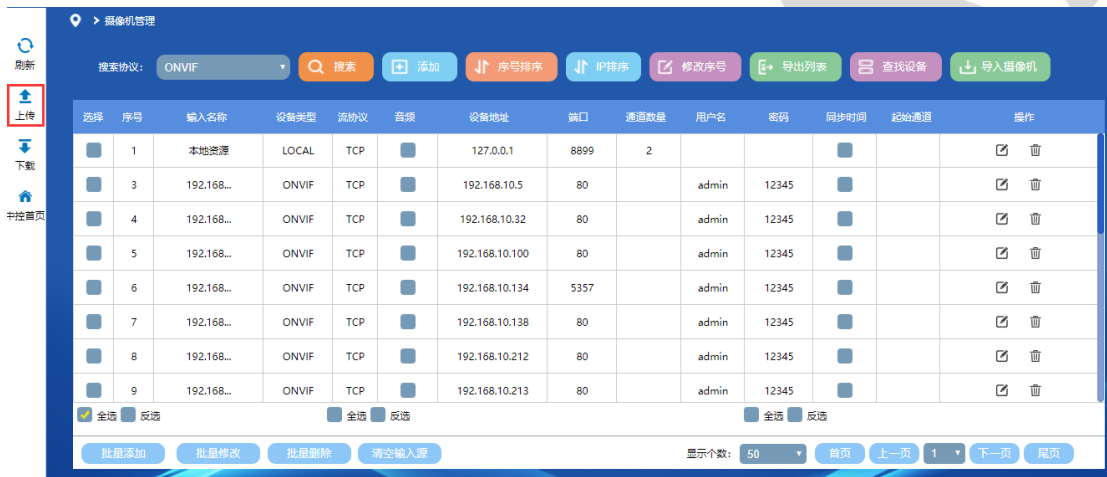 > 摄像机管理
刷新
上传
下载
中控首页
搜索协议: ONVIF 搜索 添加 序号排序 IP排序 修改序号 导出列表 查找设备 导入摄像机
选择 序号 输入名称 设备类型 流协议 音频 设备地址 端口 通道数量 用户名 密码 同步时间 起始通道 操作
1 本地资源 LOCAL TCP 127.0.0.1 8899 2
3 192.168... ONVIF TCP 192.168.10.5 80 admin 12345
4 192.168... ONVIF TCP 192.168.10.32 80 admin 12345
5 192.168... ONVIF TCP 192.168.10.100 80 admin 12345
6 192.168... ONVIF TCP 192.168.10.134 5357 admin 12345
7 192.168... ONVIF TCP 192.168.10.138 80 admin 12345
8 192.168... ONVIF TCP 192.168.10.212 80 admin 12345
9 192.168... ONVIF TCP 192.168.10.213 80 admin 12345
全选 反选 全选 反选 全选 反选
批量添加 批量修改 批量删除 清空输入源 显示个数: 50 首页 上一页 1 下一页 尾页